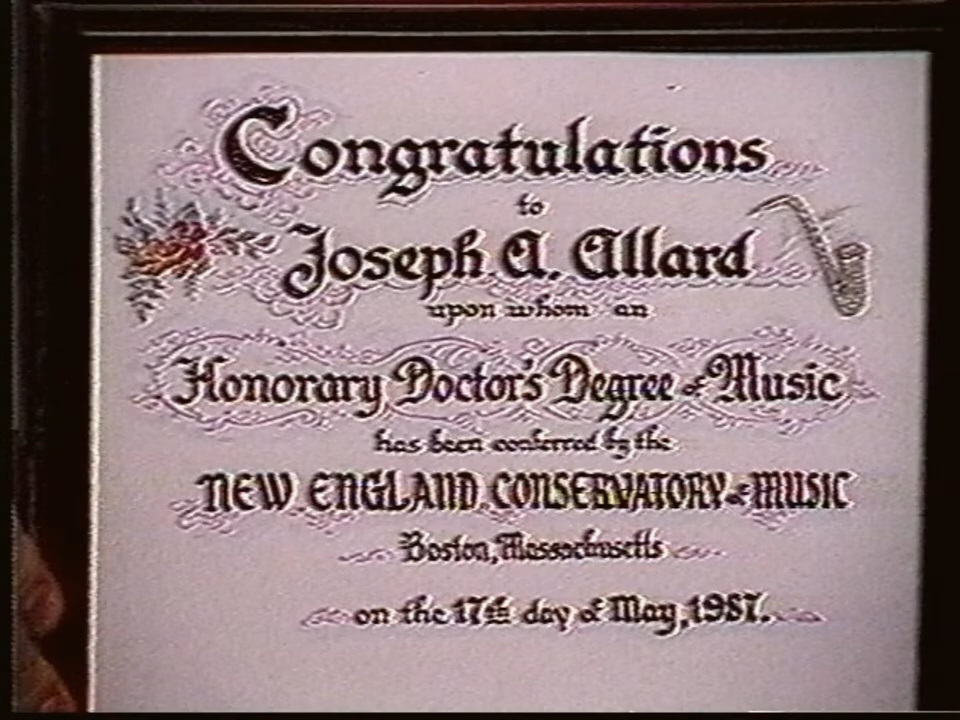 Congratulations
to
Joseph A. Allard
upon whom an
Honorary Doctor's Degree of Music
has been conferred by the
NEW ENGLAND CONSERVATORY of MUSIC
Boston, Massachusetts
on the 17th day of May, 1987.